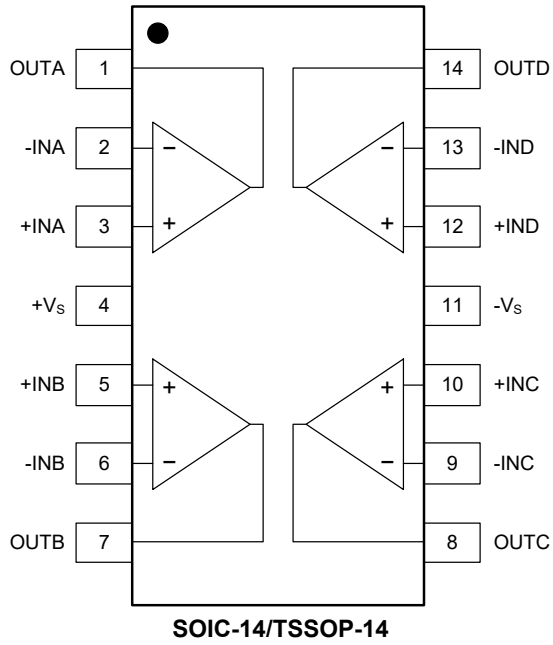 OUTA 1 14 OUTD
-INA 2 − − 13 -IND
+INA 3 + + 12 +IND
+VS 4 11 -VS
+INB 5 + + 10 +INC
-INB 6 − − 9 -INC
OUTB 7 8 OUTC
SOIC-14/TSSOP-14